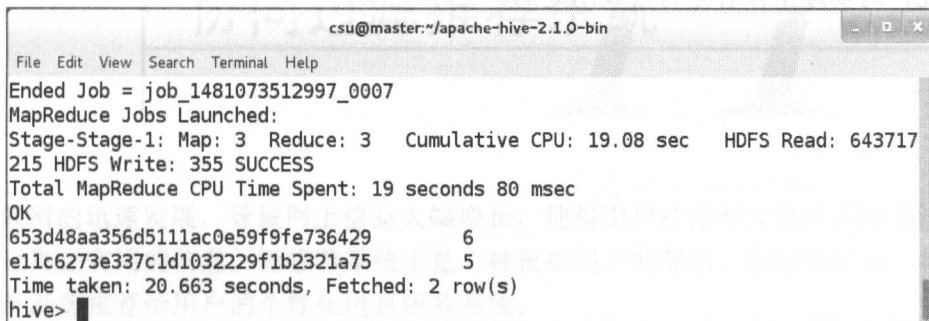 csu@master:~/apache-hive-2.1.0-bin
File Edit View Search Terminal Help
Ended Job = job_1481073512997_0007
MapReduce Jobs Launched:
Stage-Stage-1: Map: 3 Reduce: 3 Cumulative CPU: 19.08 sec HDFS Read: 643717
215 HDFS Write: 355 SUCCESS
Total MapReduce CPU Time Spent: 19 seconds 80 msec
OK
653d48aa356d5111ac0e59f9fe736429 6
e11c6273e337c1d1032229f1b2321a75 5
Time taken: 20.663 seconds, Fetched: 2 row(s)
hive>